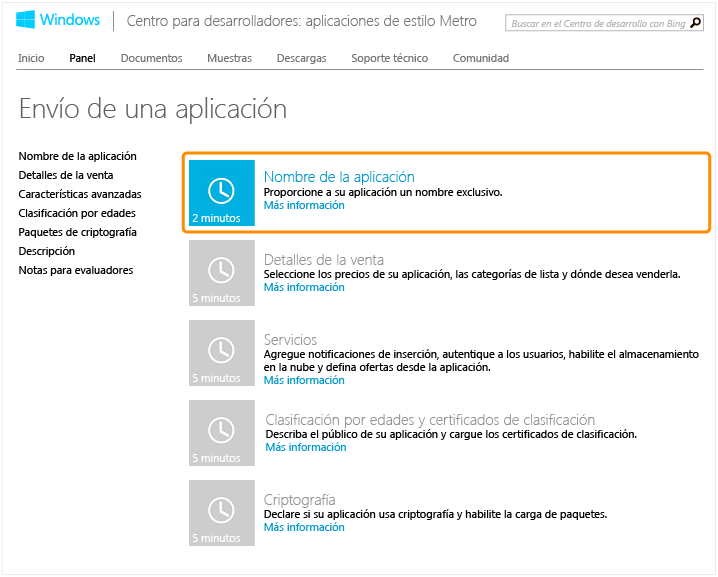 Windows
Centro para desarrolladores: aplicaciones de estilo Metro
Buscar en el Centro de desarrollo con Bing
Inicio Panel Documentos Muestras Descargas Soporte técnico Comunidad
Envío de una aplicación
Nombre de la aplicación
Detalles de la venta
Características avanzadas
Clasificación por edades
Paquetes de criptografía
Descripción
Notas para evaluadores
2 minutos
Nombre de la aplicación
Proporcione a su aplicación un nombre exclusivo.
Más información
5 minutos
Detalles de la venta
Seleccione los precios de su aplicación, las categorías de lista y dónde desea venderla.
Más información
5 minutos
Servicios
Agregue notificaciones de inserción, autentique a los usuarios, habilite el almacenamiento
en la nube y defina ofertas desde la aplicación.
Más información
5 minutos
Clasificación por edades y certificados de clasificación
Describa el público de su aplicación y cargue los certificados de clasificación.
Más información
5 minutos
Criptografía
Declare si su aplicación usa criptografía y habilite la carga de paquetes.
Más información